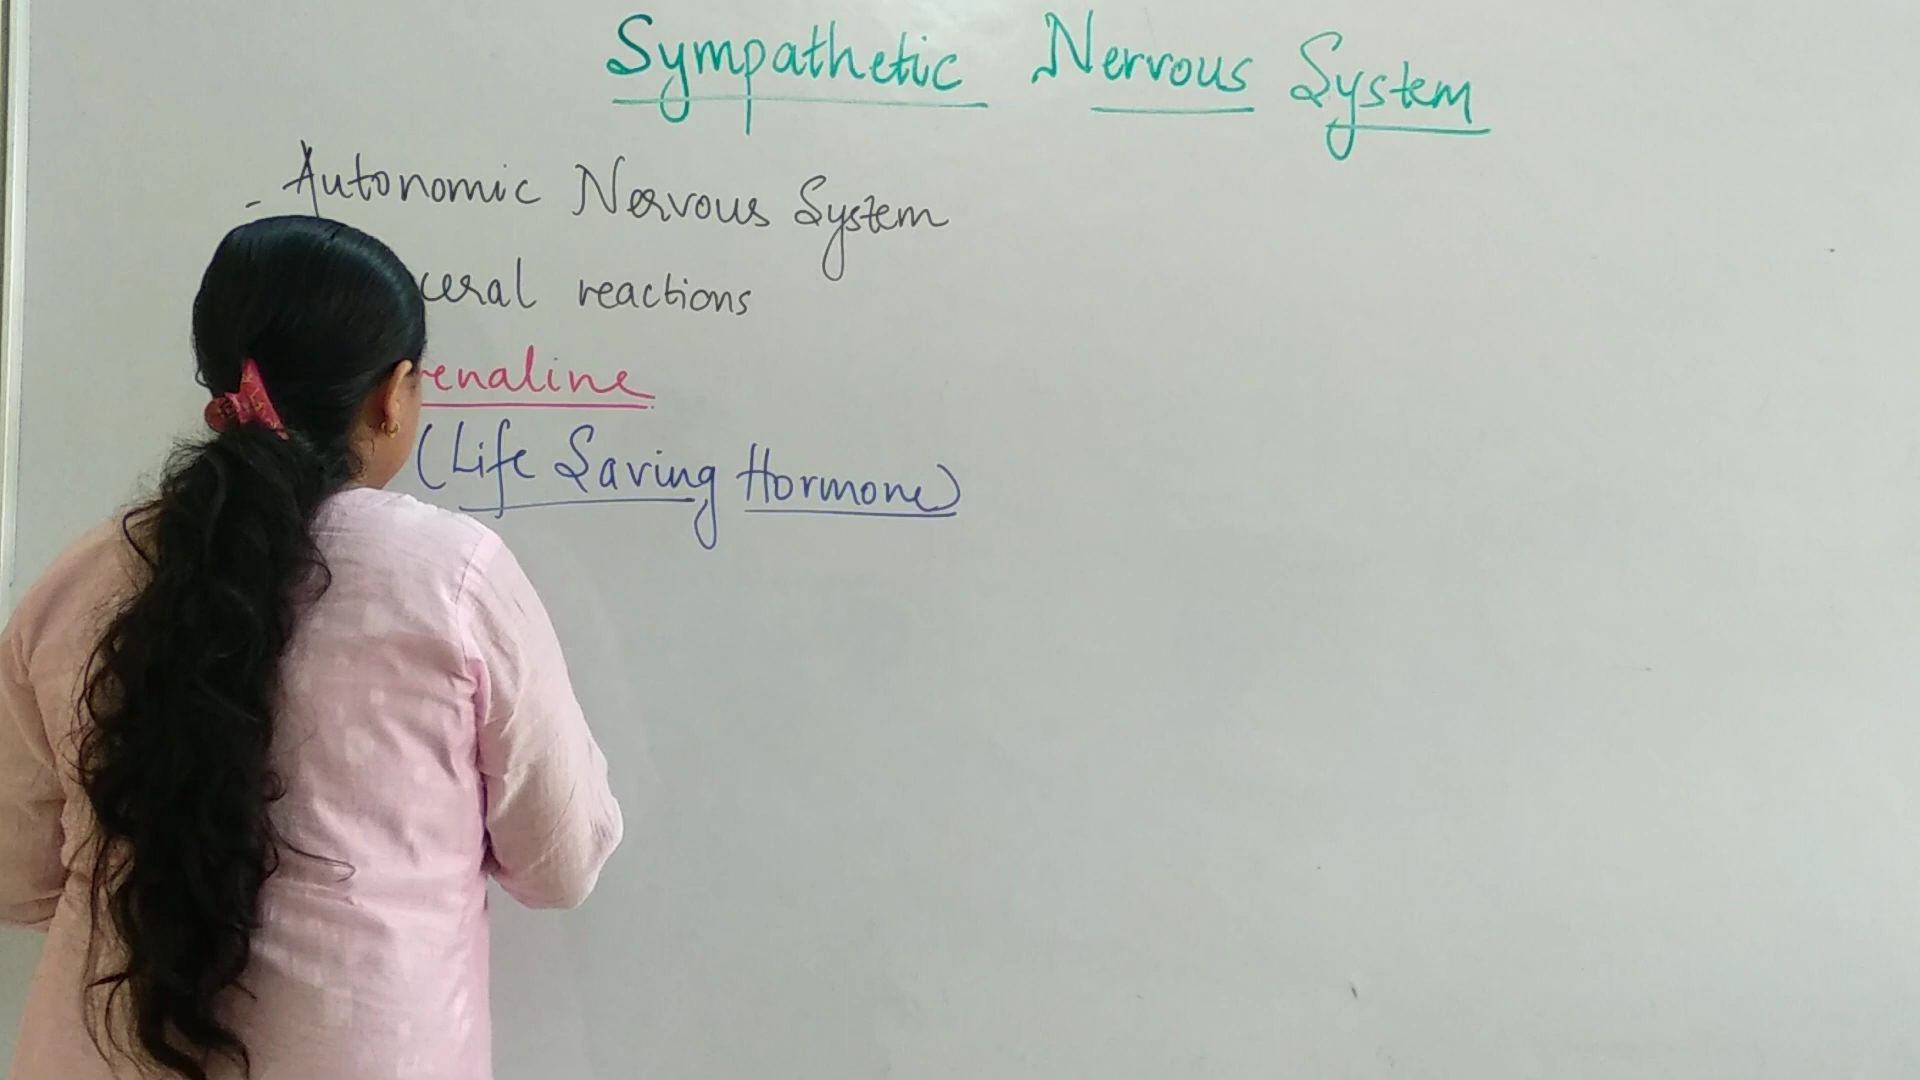 Sympathetic Nervous System
- Autonomic Nervous System
ceral reactions
renaline
(Life Saving Hormone)